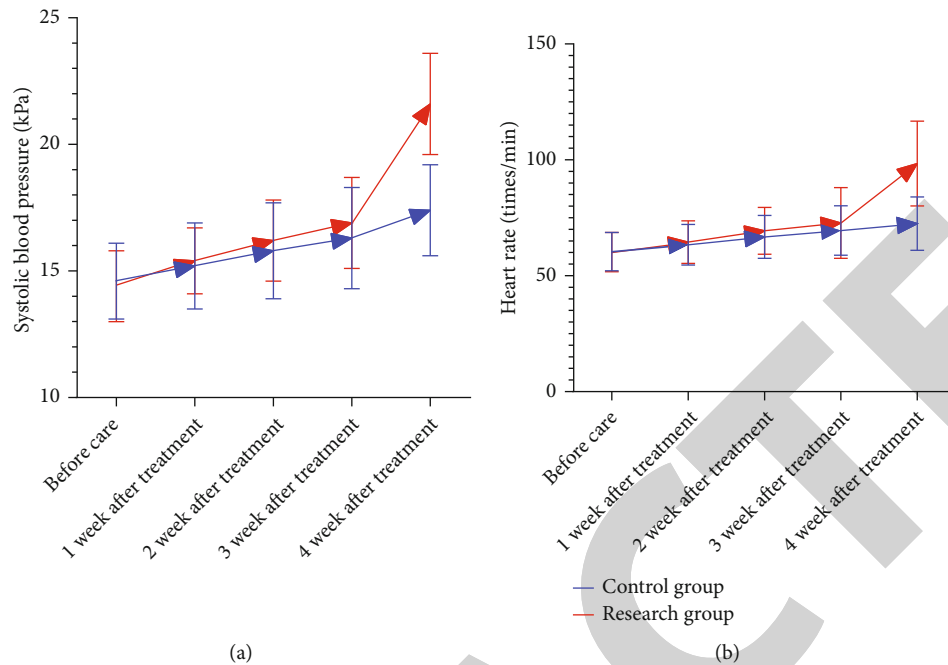 25
20
15
10
Systolic blood pressure (kPa)
Before care
1 week after treatment
2 week after treatment
3 week after treatment
4 week after treatment
(a)
150
100
50
0
Heart rate (times/min)
Before care
1 week after treatment
2 week after treatment
3 week after treatment
4 week after treatment
Control group
Research group
(b)
CTE